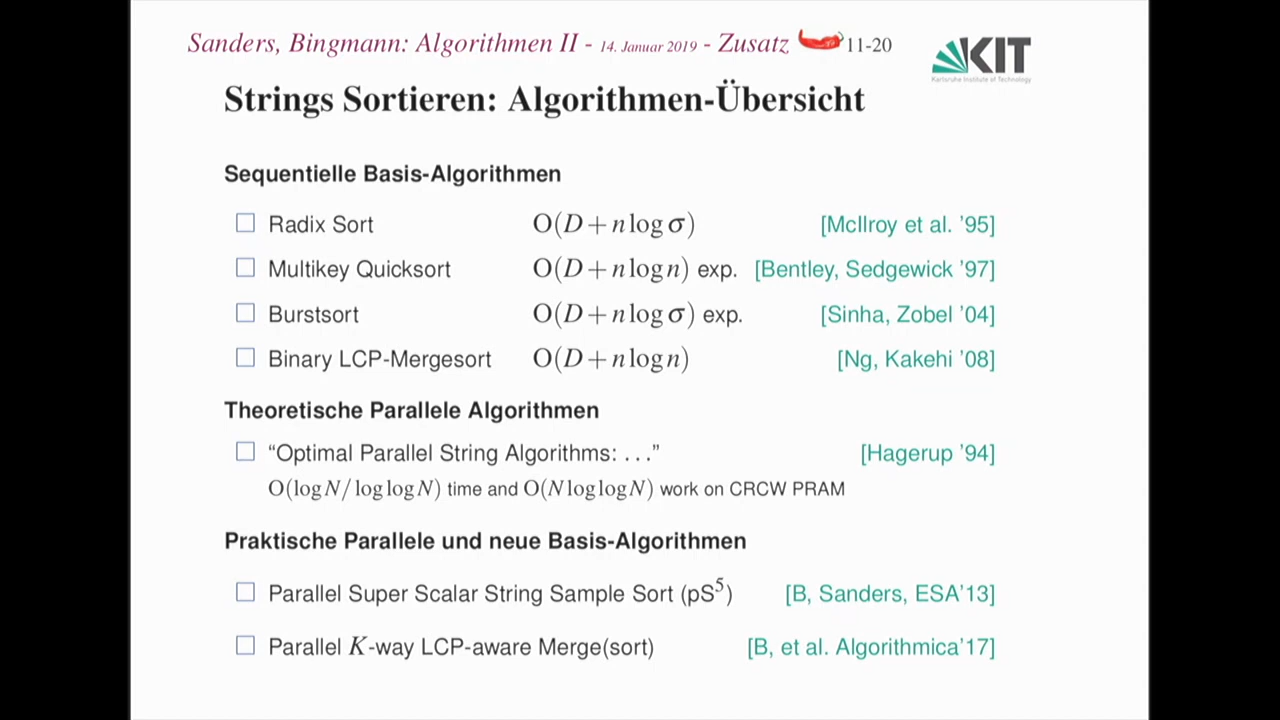 Sanders, Bingmann: Algorithmen II - 14. Januar 2019 - Zusatz 11-20
KIT
Karlsruhe Institute of Technology
Strings Sortieren: Algorithmen-Übersicht
Sequentielle Basis-Algorithmen
Radix Sort O(D + n log σ) [McIlroy et al. ’95]
Multikey Quicksort O(D + n log n) exp. [Bentley, Sedgewick ’97]
Burstsort O(D + n log σ) exp. [Sinha, Zobel ’04]
Binary LCP-Mergesort O(D + n log n) [Ng, Kakehi ’08]
Theoretische Parallele Algorithmen
“Optimal Parallel String Algorithms: . . .” [Hagerup ’94]
O(log N/ log log N) time and O(N log log N) work on CRCW PRAM
Praktische Parallele und neue Basis-Algorithmen
Parallel Super Scalar String Sample Sort (pS⁵) [B, Sanders, ESA’13]
Parallel K-way LCP-aware Merge(sort) [B, et al. Algorithmica’17]